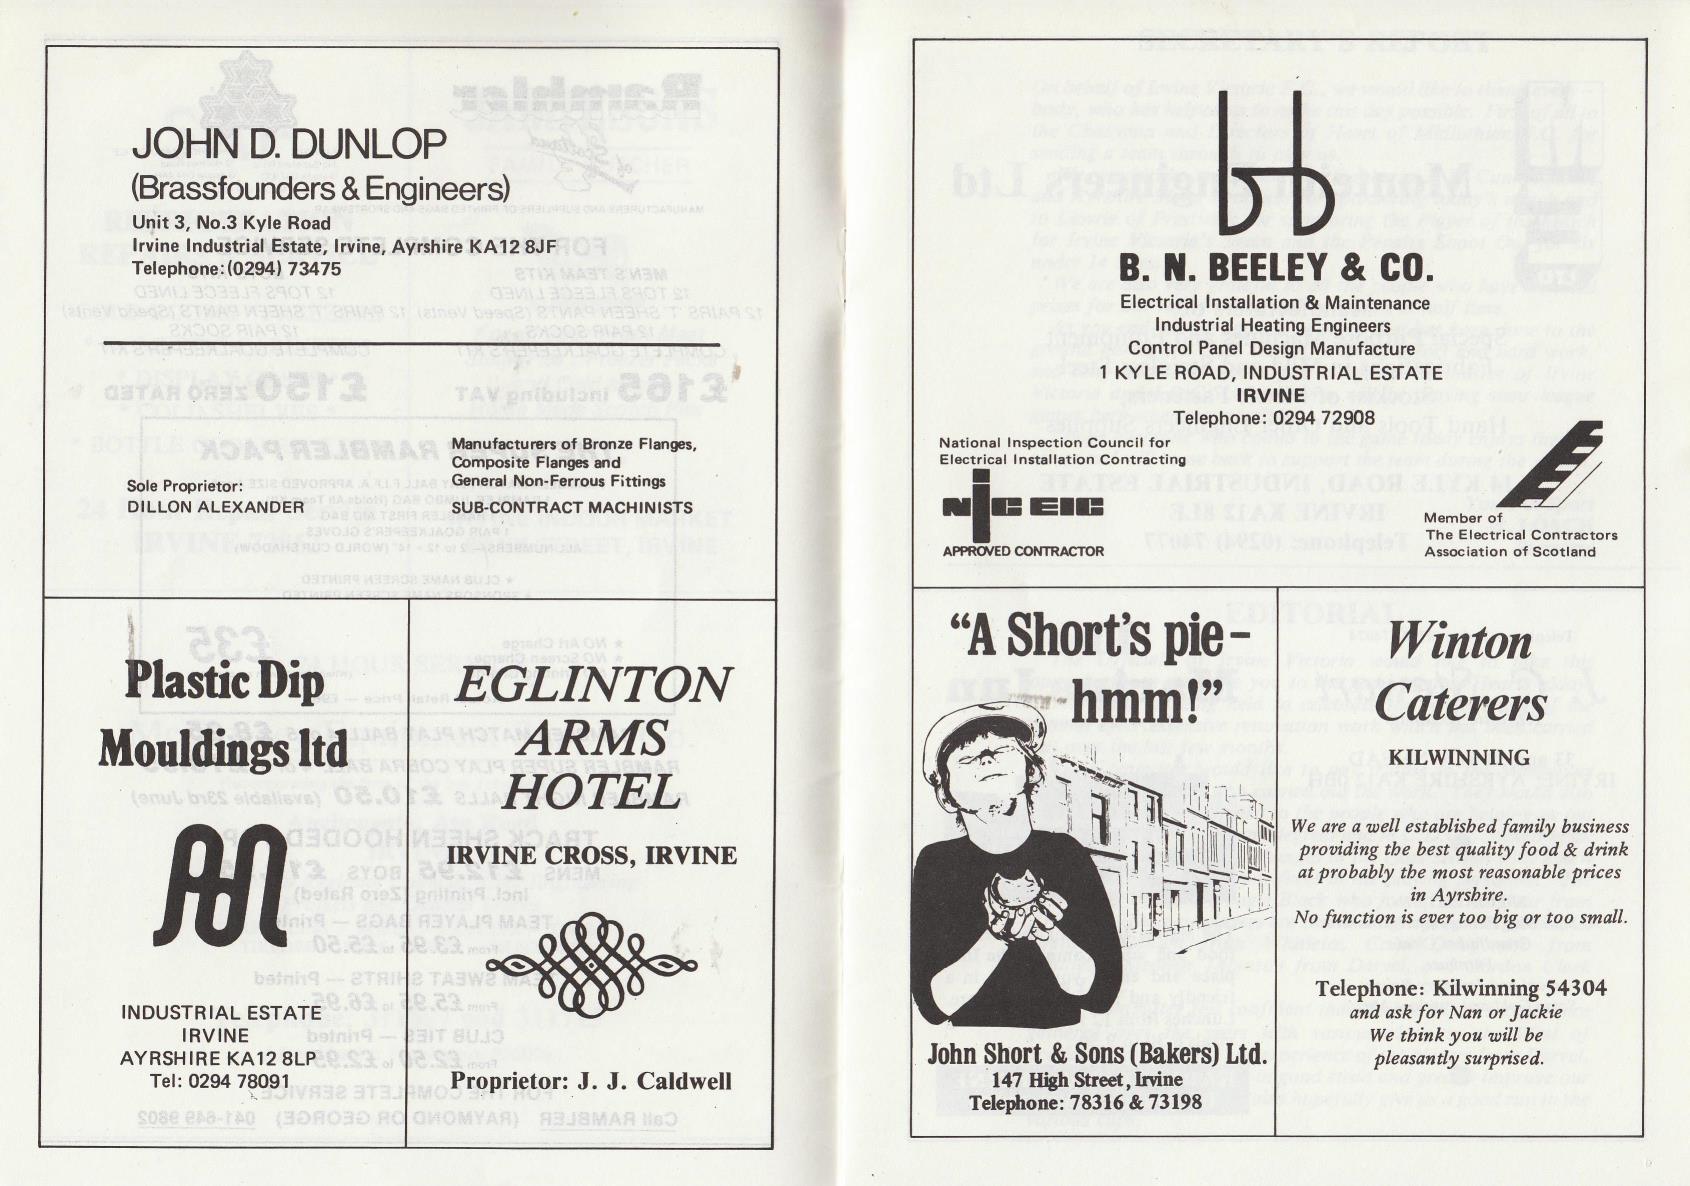 JOHN D. DUNLOP
(Brassfounders & Engineers)
Unit 3, No.3 Kyle Road
Irvine Industrial Estate, Irvine, Ayrshire KA12 8JF
Telephone:(0294) 73475
Sole Proprietor:
DILLON ALEXANDER
Manufacturers of Bronze Flanges,
Composite Flanges and
General Non-Ferrous Fittings
SUB-CONTRACT MACHINISTS
Plastic Dip
Mouldings ltd
INDUSTRIAL ESTATE
IRVINE
AYRSHIRE KA12 8LP
Tel: 0294 78091
EGLINTON
ARMS
HOTEL
IRVINE CROSS, IRVINE
Proprietor: J. J. Caldwell
B. N. BEELEY & CO.
Electrical Installation & Maintenance
Industrial Heating Engineers
Control Panel Design Manufacture
1 KYLE ROAD, INDUSTRIAL ESTATE
IRVINE
Telephone: 0294 72908
National Inspection Council for
Electrical Installation Contracting
NIC EIC
APPROVED CONTRACTOR
Member of
The Electrical Contractors
Association of Scotland
“A Short’s pie –
hmm!”
John Short & Sons (Bakers) Ltd.
147 High Street, Irvine
Telephone: 78316 & 73198
Winton
Caterers
KILWINNING
We are a well established family business
providing the best quality food & drink
at probably the most reasonable prices
in Ayrshire.
No function is ever too big or too small.
Telephone: Kilwinning 54304
and ask for Nan or Jackie
We think you will be
pleasantly surprised.